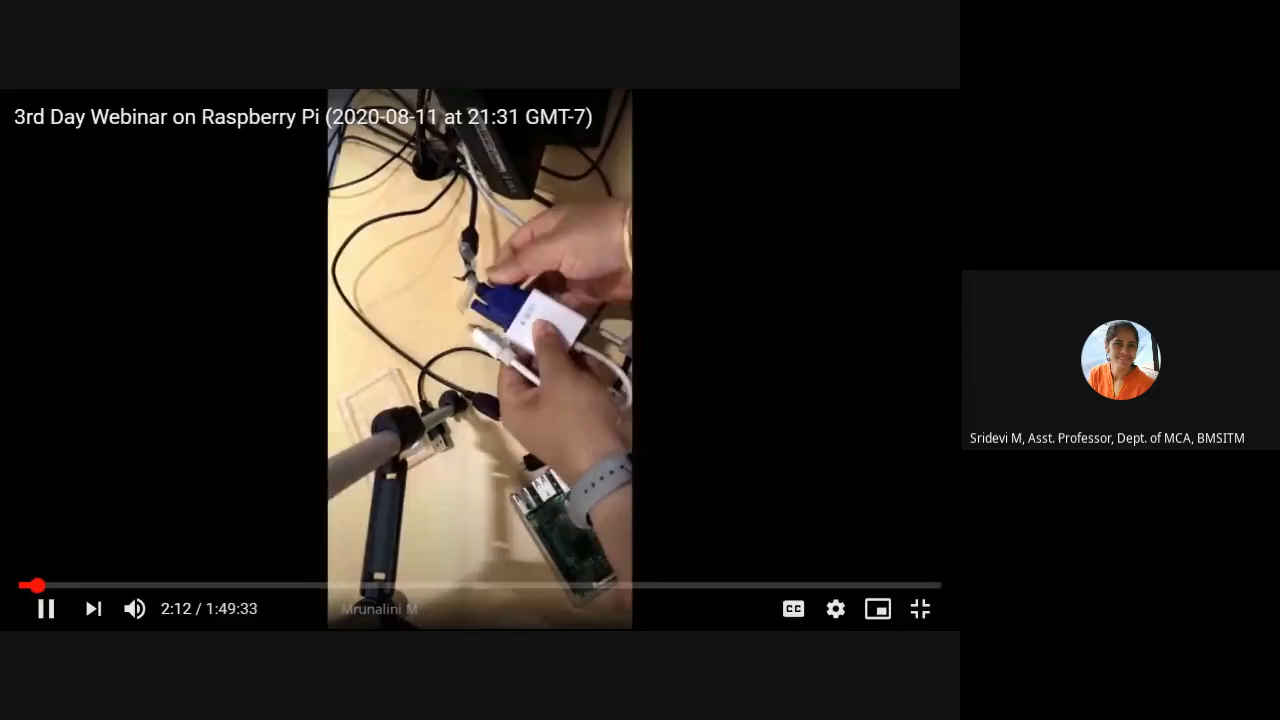 3rd Day Webinar on Raspberry Pi (2020-08-11 at 21:31 GMT-7)
Sridevi M, Asst. Professor, Dept. of MCA, BMSITM
2:12 / 1:49:33
Mrunalini M
CC